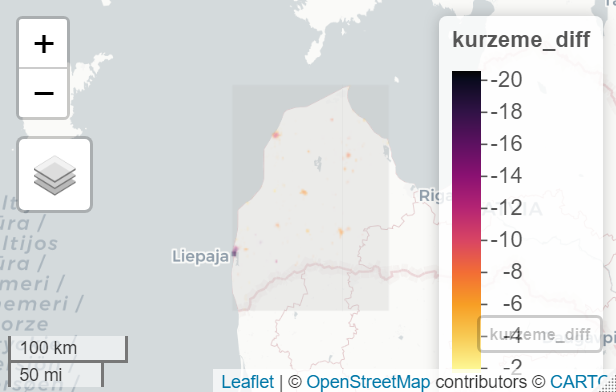 +
−
kurzeme_diff
-20
-18
-16
-14
-12
-10
-8
-6
-4
-2
kurzeme_diff
Rīga
Liepaja
ūra /
ltijos
ūra /
meri /
emeri /
orze
100 km
50 mi
Leaflet | © OpenStreetMap contributors © CARTO